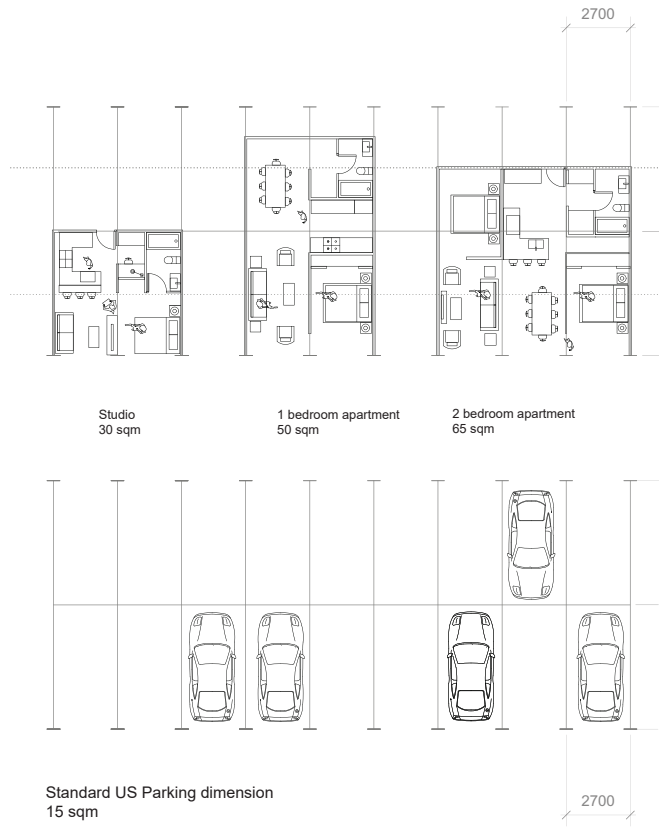 2700
Studio
30 sqm
1 bedroom apartment
50 sqm
2 bedroom apartment
65 sqm
Standard US Parking dimension
15 sqm
2700